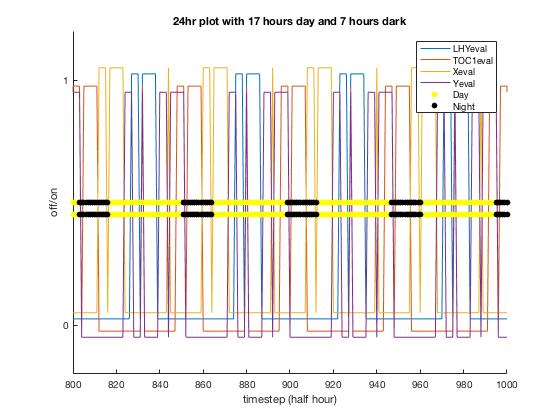 24hr plot with 17 hours day and 7 hours dark
LHYeval
TOC1eval
Xeval
Yeval
Day
Night
1
off/on
0
800 820 840 860 880 900 920 940 960 980 1000
timestep (half hour)